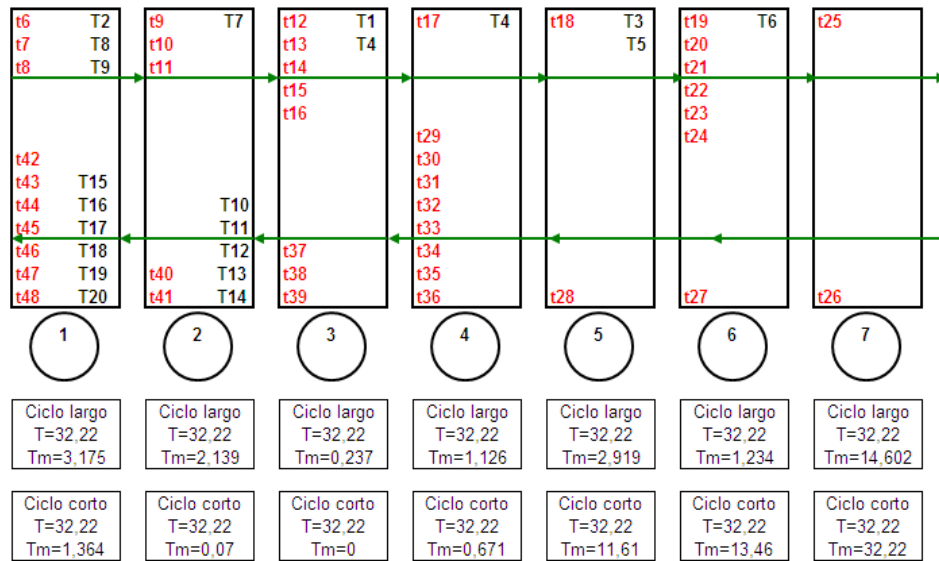 t6 T2
t7 T8
t8 T9
t42
t43 T15
t44 T16
t45 T17
t46 T18
t47 T19
t48 T20
t9 T7
t10
t11
T10
T11
T12
t40 T13
t41 T14
t12 T1
t13 T4
t14
t15
t16
t37
t38
t39
t17 T4
t29
t30
t31
t32
t33
t34
t35
t36
t18 T3
T5
t28
t19 T6
t20
t21
t22
t23
t24
t27
t25
t26
1
2
3
4
5
6
7
Ciclo largo
T=32,22
Tm=3,175
Ciclo largo
T=32,22
Tm=2,139
Ciclo largo
T=32,22
Tm=0,237
Ciclo largo
T=32,22
Tm=1,126
Ciclo largo
T=32,22
Tm=2,919
Ciclo largo
T=32,22
Tm=1,234
Ciclo largo
T=32,22
Tm=14,602
Ciclo corto
T=32,22
Tm=1,364
Ciclo corto
T=32,22
Tm=0,07
Ciclo corto
T=32,22
Tm=0
Ciclo corto
T=32,22
Tm=0,671
Ciclo corto
T=32,22
Tm=11,61
Ciclo corto
T=32,22
Tm=13,46
Ciclo corto
T=32,22
Tm=32,22